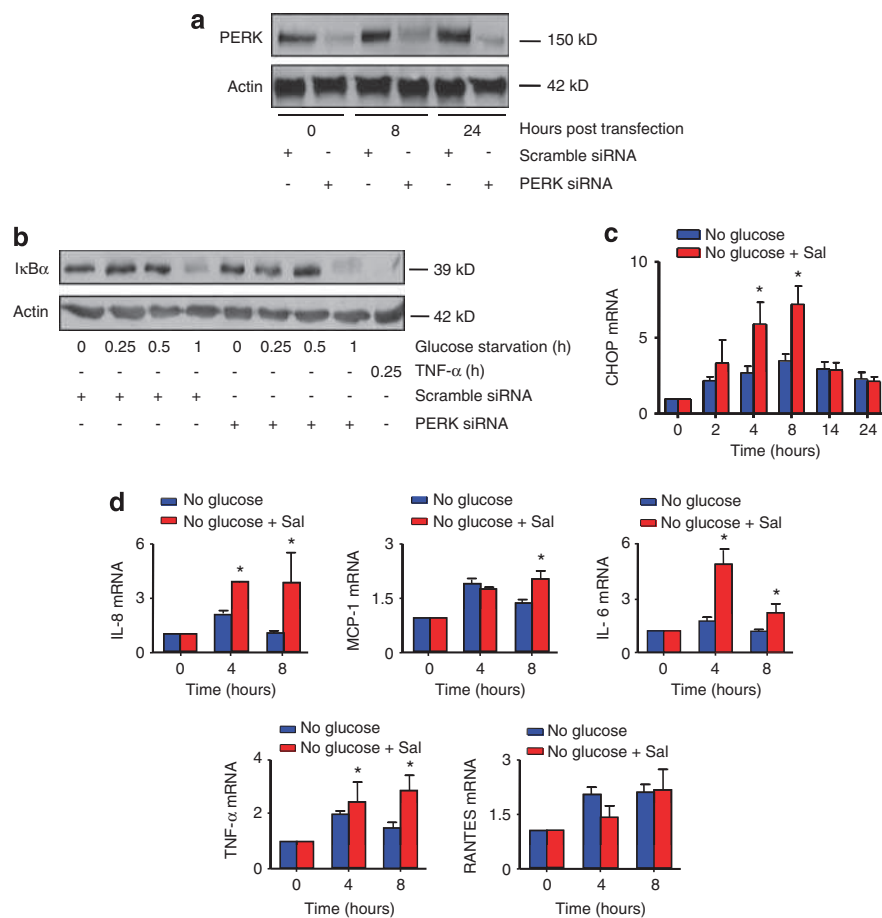 a
PERK
150 kD
Actin
42 kD
0 8 24 Hours post transfection
+ - + - + - Scramble siRNA
- + - + - + PERK siRNA
b
IκBα
39 kD
Actin
42 kD
0 0.25 0.5 1 0 0.25 0.5 1 Glucose starvation (h)
- - - - - - - - 0.25 TNF-α (h)
+ + + + - - - - - Scramble siRNA
- - - - + + + + - PERK siRNA
c
No glucose
No glucose + Sal
CHOP mRNA
10
5
0
* *
0 2 4 8 14 24
Time (hours)
d
No glucose
No glucose + Sal
IL-8 mRNA
6
3
0
* *
0 4 8
Time (hours)
No glucose
No glucose + Sal
MCP-1 mRNA
3
1.5
0
*
0 4 8
Time (hours)
No glucose
No glucose + Sal
IL- 6 mRNA
6
3
0
* *
0 4 8
Time (hours)
No glucose
No glucose + Sal
TNF-α mRNA
4
2
0
* *
0 4 8
Time (hours)
No glucose
No glucose + Sal
RANTES mRNA
3
1.5
0
0 4 8
Time (hours)